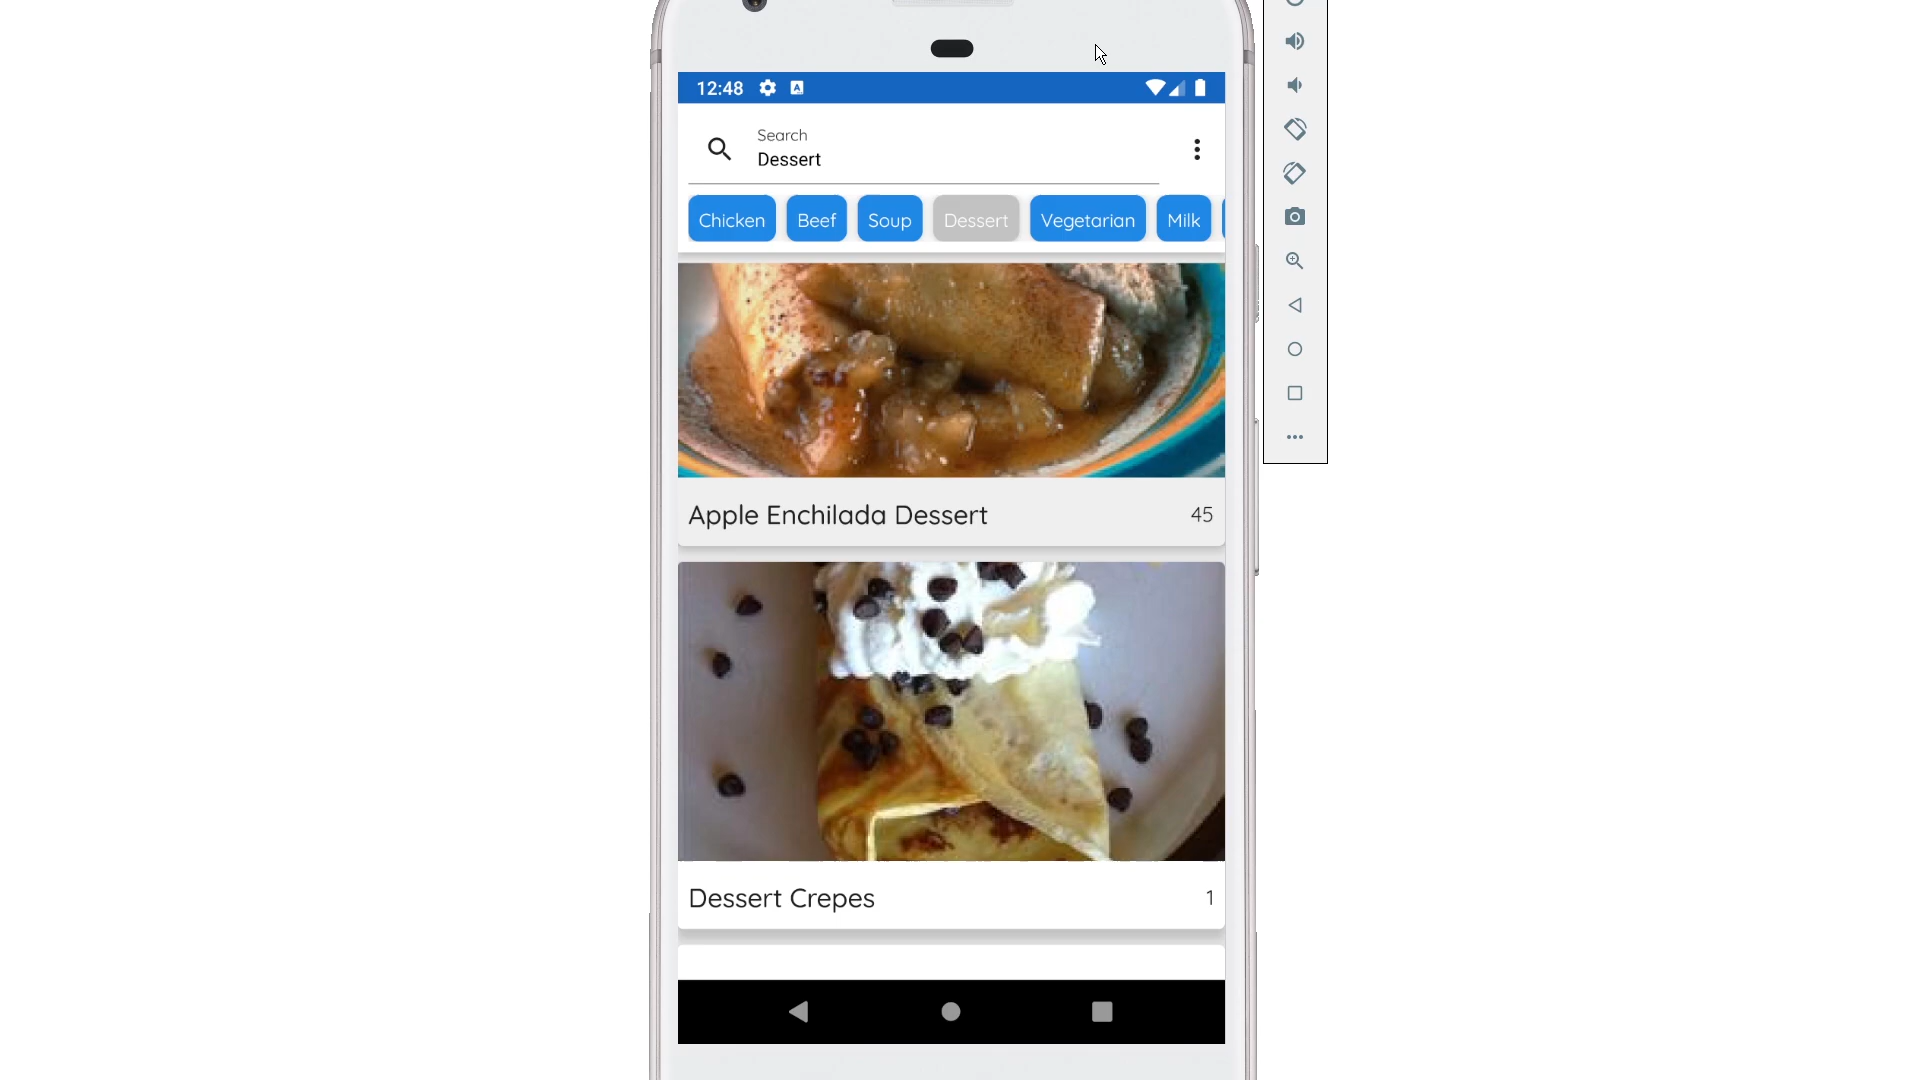 12:48
Search
Dessert
Chicken Beef Soup Dessert Vegetarian Milk
Apple Enchilada Dessert 45
Dessert Crepes 1